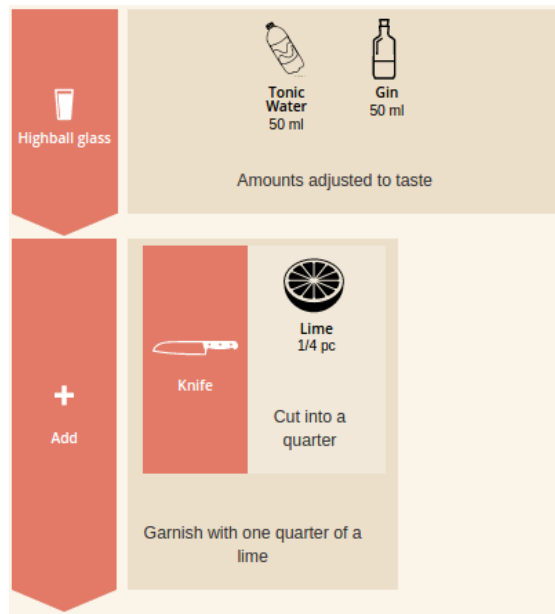 Highball glass
Tonic
Water
50 ml
Gin
50 ml
Amounts adjusted to taste
Add
Knife
Lime
1/4 pc
Cut into a
quarter
Garnish with one quarter of a
lime